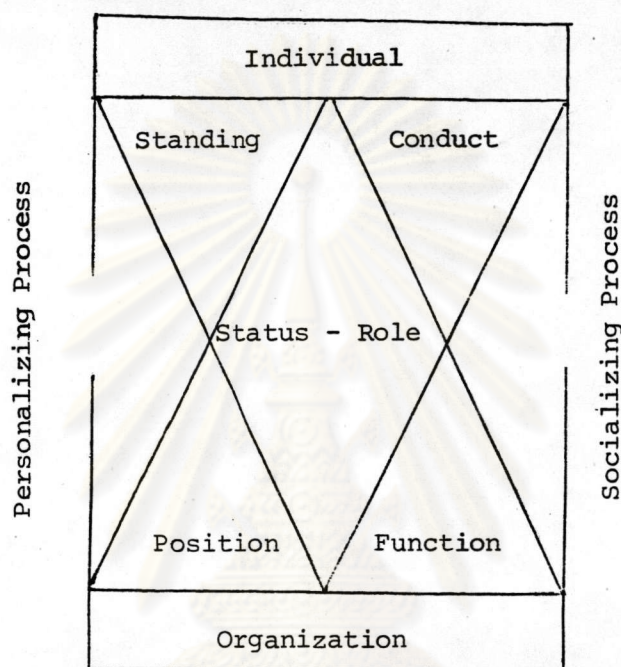 Individual
Standing Conduct
Personalizing Process
Status - Role
Socializing Process
Position Function
Organization